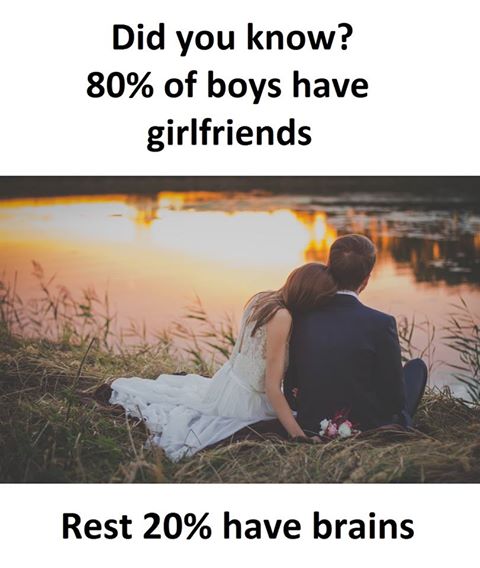 Did you know?
80% of boys have
girlfriends
Rest 20% have brains